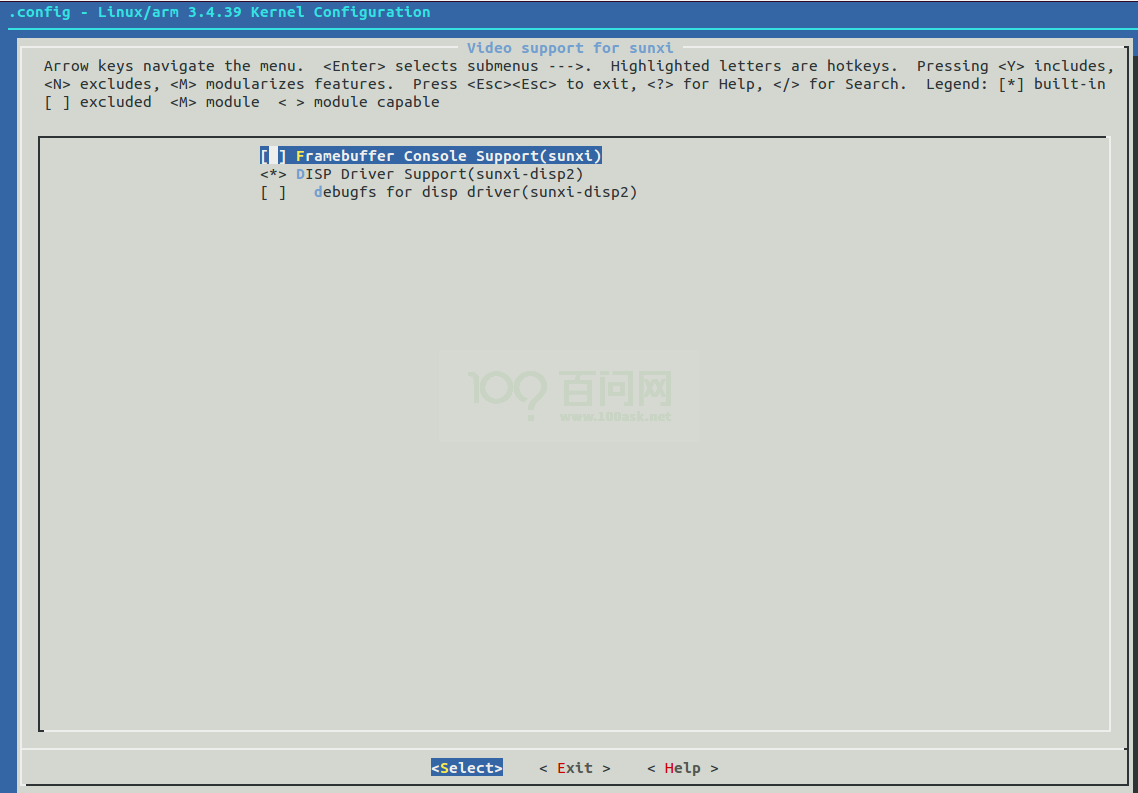 .config - Linux/arm 3.4.39 Kernel Configuration
Video support for sunxi
Arrow keys navigate the menu.  <Enter> selects submenus --->.  Highlighted letters are hotkeys.  Pressing <Y> includes,
<N> excludes, <M> modularizes features.  Press <Esc><Esc> to exit, <?> for Help, </> for Search.  Legend: [*] built-in
[ ] excluded  <M> module  < > module capable
[ ] Framebuffer Console Support(sunxi)
<*> DISP Driver Support(sunxi-disp2)
[ ]   debugfs for disp driver(sunxi-disp2)
100? 百问网
www.100ask.net
<Select>    < Exit >    < Help >